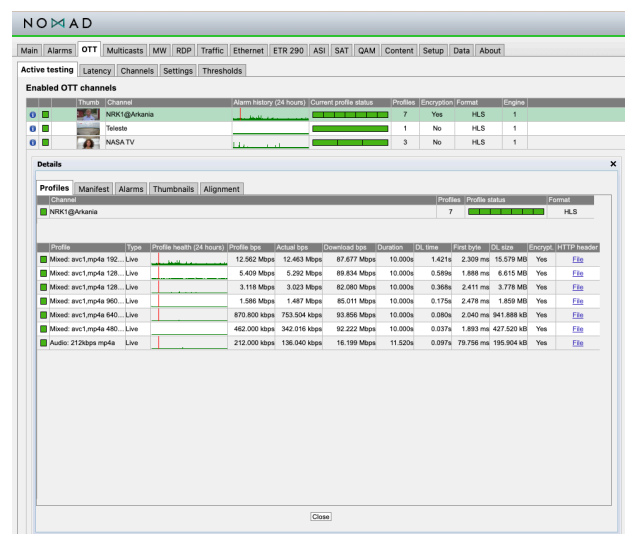 NOMAD
Main Alarms OTT Multicasts MW RDP Traffic Ethernet ETR 290 ASI SAT QAM Content Setup Data About
Active testing Latency Channels Settings Thresholds
Enabled OTT channels
Thumb Channel Alarm history (24 hours) Current profile status Profiles Encryption Format Engine
NRK1@Arkania 7 Yes HLS 1
Teleste 1 No HLS 1
NASA TV 3 No HLS 1
Details X
Profiles Manifest Alarms Thumbnails Alignment
Channel Profiles Profile status Format
NRK1@Arkania 7 HLS
Profile Type Profile health (24 hours) Profile bps Actual bps Download bps Duration DL time First byte DL size Encrypt. HTTP header
Mixed: avc1,mp4a 192... Live 12.562 Mbps 12.463 Mbps 87.677 Mbps 10.000s 1.421s 2.309 ms 15.579 MB Yes File
Mixed: avc1,mp4a 128... Live 5.409 Mbps 5.292 Mbps 89.834 Mbps 10.000s 0.589s 1.888 ms 6.615 MB Yes File
Mixed: avc1,mp4a 128... Live 3.118 Mbps 3.023 Mbps 82.080 Mbps 10.000s 0.368s 2.411 ms 3.778 MB Yes File
Mixed: avc1,mp4a 960... Live 1.586 Mbps 1.487 Mbps 85.011 Mbps 10.000s 0.175s 2.478 ms 1.859 MB Yes File
Mixed: avc1,mp4a 640... Live 870.800 kbps 753.504 kbps 93.856 Mbps 10.000s 0.080s 2.040 ms 941.888 kB Yes File
Mixed: avc1,mp4a 480... Live 462.000 kbps 342.016 kbps 92.222 Mbps 10.000s 0.037s 1.893 ms 427.520 kB Yes File
Audio: 212kbps mp4a Live 212.000 kbps 136.040 kbps 16.199 Mbps 11.520s 0.097s 79.756 ms 195.904 kB Yes File
Close